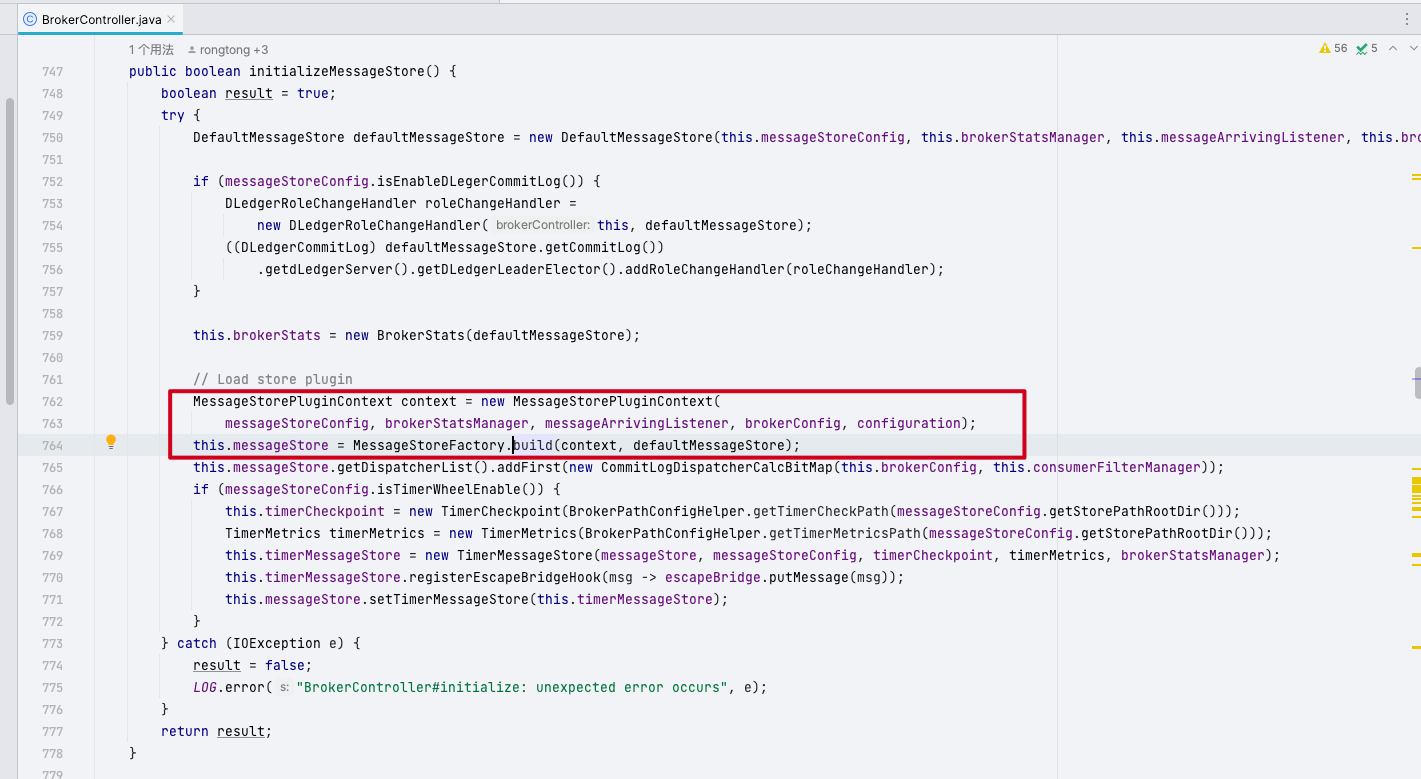 BrokerController.java
1 个用法 rongtong +3
56 5
747 public boolean initializeMessageStore() {
748 boolean result = true;
749 try {
750 DefaultMessageStore defaultMessageStore = new DefaultMessageStore(this.messageStoreConfig, this.brokerStatsManager, this.messageArrivingListener, this.bro
751
752 if (messageStoreConfig.isEnableDLegerCommitLog()) {
753 DLedgerRoleChangeHandler roleChangeHandler =
754 new DLedgerRoleChangeHandler( brokerController: this, defaultMessageStore);
755 ((DLedgerCommitLog) defaultMessageStore.getCommitLog())
756 .getdLedgerServer().getDLedgerLeaderElector().addRoleChangeHandler(roleChangeHandler);
757 }
758
759 this.brokerStats = new BrokerStats(defaultMessageStore);
760
761 // Load store plugin
762 MessageStorePluginContext context = new MessageStorePluginContext(
763 messageStoreConfig, brokerStatsManager, messageArrivingListener, brokerConfig, configuration);
764 this.messageStore = MessageStoreFactory.build(context, defaultMessageStore);
765 this.messageStore.getDispatcherList().addFirst(new CommitLogDispatcherCalcBitMap(this.brokerConfig, this.consumerFilterManager));
766 if (messageStoreConfig.isTimerWheelEnable()) {
767 this.timerCheckpoint = new TimerCheckpoint(BrokerPathConfigHelper.getTimerCheckPath(messageStoreConfig.getStorePathRootDir()));
768 TimerMetrics timerMetrics = new TimerMetrics(BrokerPathConfigHelper.getTimerMetricsPath(messageStoreConfig.getStorePathRootDir()));
769 this.timerMessageStore = new TimerMessageStore(messageStore, messageStoreConfig, timerCheckpoint, timerMetrics, brokerStatsManager);
770 this.timerMessageStore.registerEscapeBridgeHook(msg -> escapeBridge.putMessage(msg));
771 this.messageStore.setTimerMessageStore(this.timerMessageStore);
772 }
773 } catch (IOException e) {
774 result = false;
775 LOG.error( s: "BrokerController#initialize: unexpected error occurs", e);
776 }
777 return result;
778 }
779